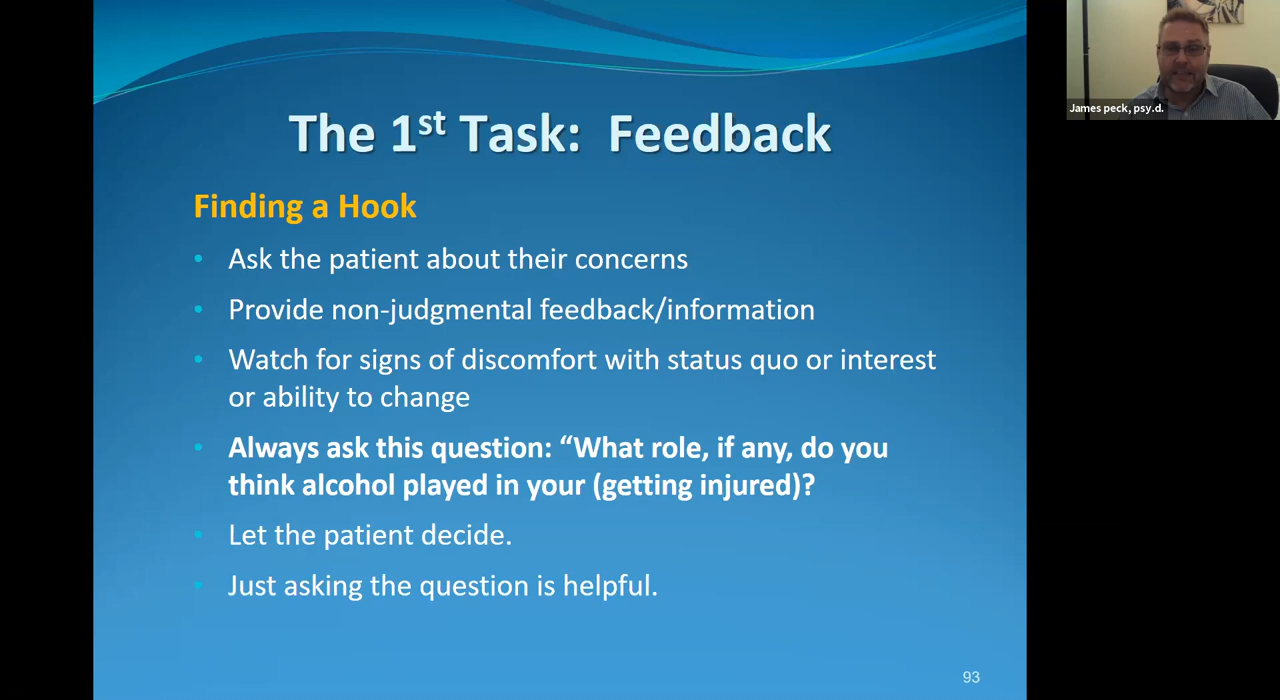 The 1st Task: Feedback
Finding a Hook
• Ask the patient about their concerns
• Provide non-judgmental feedback/information
• Watch for signs of discomfort with status quo or interest
or ability to change
• Always ask this question: “What role, if any, do you
think alcohol played in your (getting injured)?
• Let the patient decide.
• Just asking the question is helpful.
93
James peck, psy.d.